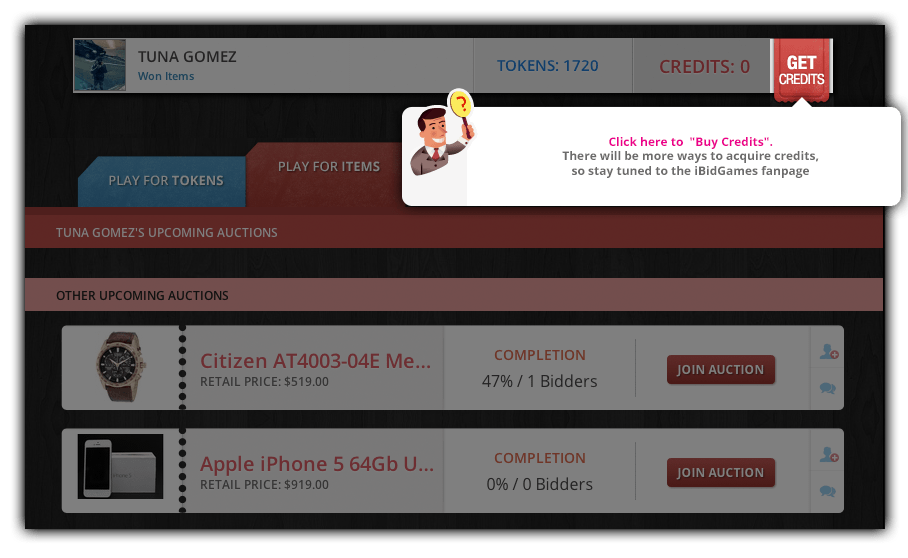 TUNA GOMEZ
Won Items
TOKENS: 1720
CREDITS: 0
GET
CREDITS
?
Click here to "Buy Credits".
There will be more ways to acquire credits,
so stay tuned to the iBidGames fanpage
PLAY FOR TOKENS
PLAY FOR ITEMS
TUNA GOMEZ'S UPCOMING AUCTIONS
OTHER UPCOMING AUCTIONS
Citizen AT4003-04E Me...
RETAIL PRICE: $519.00
COMPLETION
47% / 1 Bidders
JOIN AUCTION
Apple iPhone 5 64Gb U...
RETAIL PRICE: $919.00
COMPLETION
0% / 0 Bidders
JOIN AUCTION